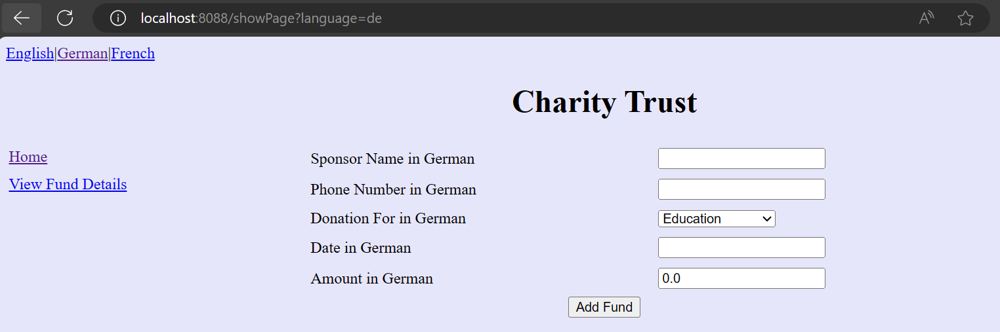 localhost:8088/showPage?language=de
English|German|French
Charity Trust
Home
View Fund Details
Sponsor Name in German
Phone Number in German
Donation For in German Education
Date in German
Amount in German 0.0
Add Fund